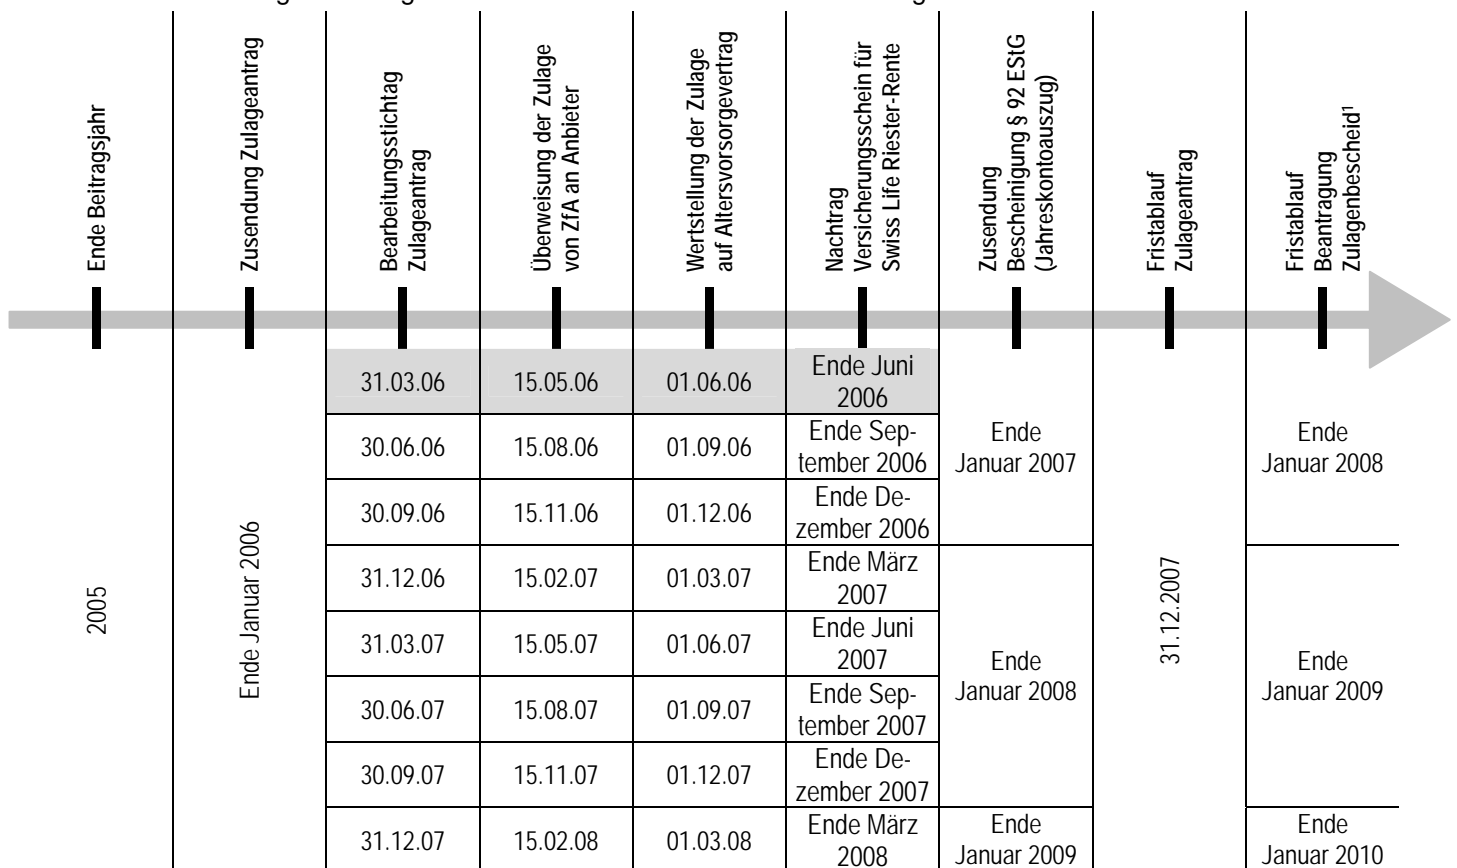 Ende Beitragsjahr
Zusendung Zulageantrag
Bearbeitungsstichtag
Zulageantrag
Überweisung der Zulage
von ZfA an Anbieter
Wertstellung der Zulage
auf Altersvorsorgevertrag
Nachtrag
Versicherungsschein für
Swiss Life Riester-Rente
Zusendung
Bescheinigung § 92 EStG
(Jahreskontoauszug)
Fristablauf
Zulageantrag
Fristablauf
Beantragung
Zulagenbescheid¹
2005
Ende Januar 2006
31.03.06
15.05.06
01.06.06
Ende Juni
2006
30.06.06
15.08.06
01.09.06
Ende Sep-
tember 2006
30.09.06
15.11.06
01.12.06
Ende De-
zember 2006
Ende
Januar 2007
Ende
Januar 2008
31.12.06
15.02.07
01.03.07
Ende März
2007
31.03.07
15.05.07
01.06.07
Ende Juni
2007
30.06.07
15.08.07
01.09.07
Ende Sep-
tember 2007
30.09.07
15.11.07
01.12.07
Ende De-
zember 2007
Ende
Januar 2008
31.12.2007
Ende
Januar 2009
31.12.07
15.02.08
01.03.08
Ende März
2008
Ende
Januar 2009
Ende
Januar 2010